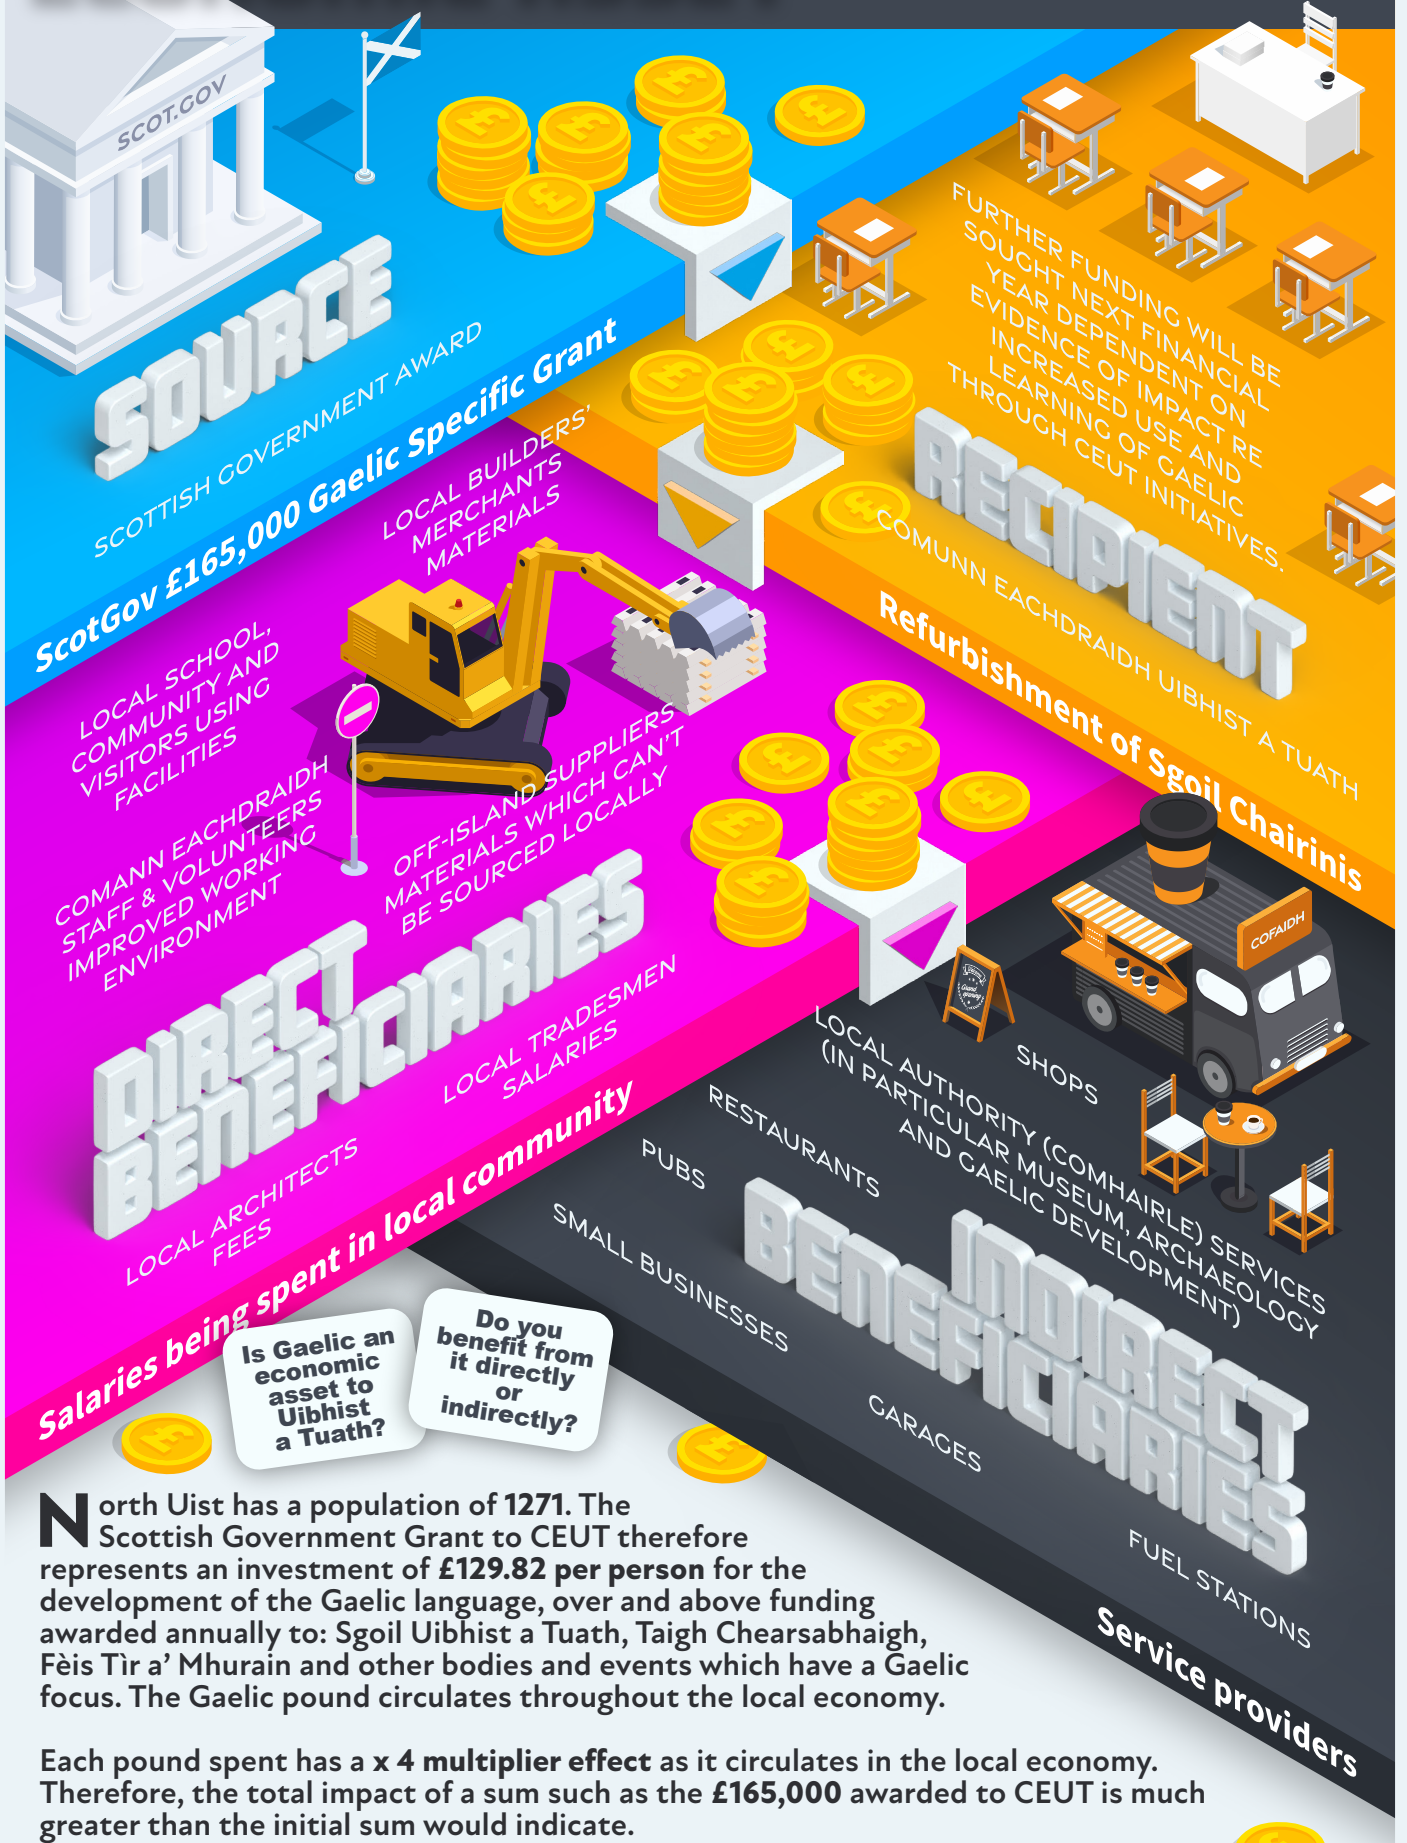 SCOT.GOV
SOURCE
SCOTTISH GOVERNMENT AWARD
ScotGov £165,000 Gaelic Specific Grant
FURTHER FUNDING WILL BE
SOUGHT NEXT FINANCIAL
YEAR DEPENDENT ON
EVIDENCE OF IMPACT RE
INCREASED USE AND
LEARNING OF GAELIC
THROUGH CEUT INITIATIVES.
RECIPIENT
COMUNN EACHDRAIDH UIBHIST A TUATH
Refurbishment of Sgoil Chairinis
LOCAL BUILDERS'
MERCHANTS
MATERIALS
LOCAL SCHOOL,
COMMUNITY AND
VISITORS USING
FACILITIES
COMANN EACHDRAIDH
STAFF & VOLUNTEERS
IMPROVED WORKING
ENVIRONMENT
OFF-ISLAND SUPPLIERS
MATERIALS WHICH CAN'T
BE SOURCED LOCALLY
DIRECT
BENEFICIARIES
LOCAL TRADESMEN
SALARIES
LOCAL ARCHITECTS
FEES
Salaries being spent in local community
COFAIDH
SHOPS
LOCAL AUTHORITY (COMHAIRLE) SERVICES
(IN PARTICULAR MUSEUM, ARCHAEOLOGY
AND GAELIC DEVELOPMENT)
RESTAURANTS
PUBS
SMALL BUSINESSES
INDIRECT
BENEFICIARIES
GARAGES
FUEL STATIONS
Service providers
Is Gaelic an
economic
asset to
Uibhist
a Tuath?
Do you
benefit from
it directly
or
indirectly?
North Uist has a population of 1271. The
Scottish Government Grant to CEUT therefore
represents an investment of £129.82 per person for the
development of the Gaelic language, over and above funding
awarded annually to: Sgoil Uibhist a Tuath, Taigh Chearsabhaigh,
Fèis Tìr a' Mhurain and other bodies and events which have a Gaelic
focus. The Gaelic pound circulates throughout the local economy.
Each pound spent has a x 4 multiplier effect as it circulates in the local economy.
Therefore, the total impact of a sum such as the £165,000 awarded to CEUT is much
greater than the initial sum would indicate.